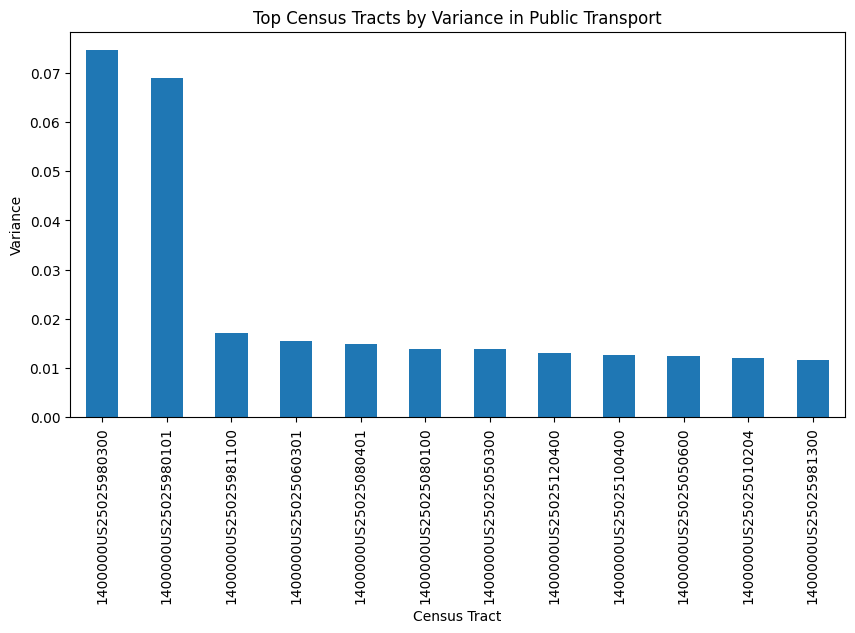 Top Census Tracts by Variance in Public Transport
Variance
0.07
0.06
0.05
0.04
0.03
0.02
0.01
0.00
1400000US25025980300
1400000US25025980101
1400000US25025981100
1400000US25025060301
1400000US25025080401
1400000US25025080100
1400000US25025050300
1400000US25025120400
1400000US25025100400
1400000US25025050600
1400000US25025010204
1400000US25025981300
Census Tract